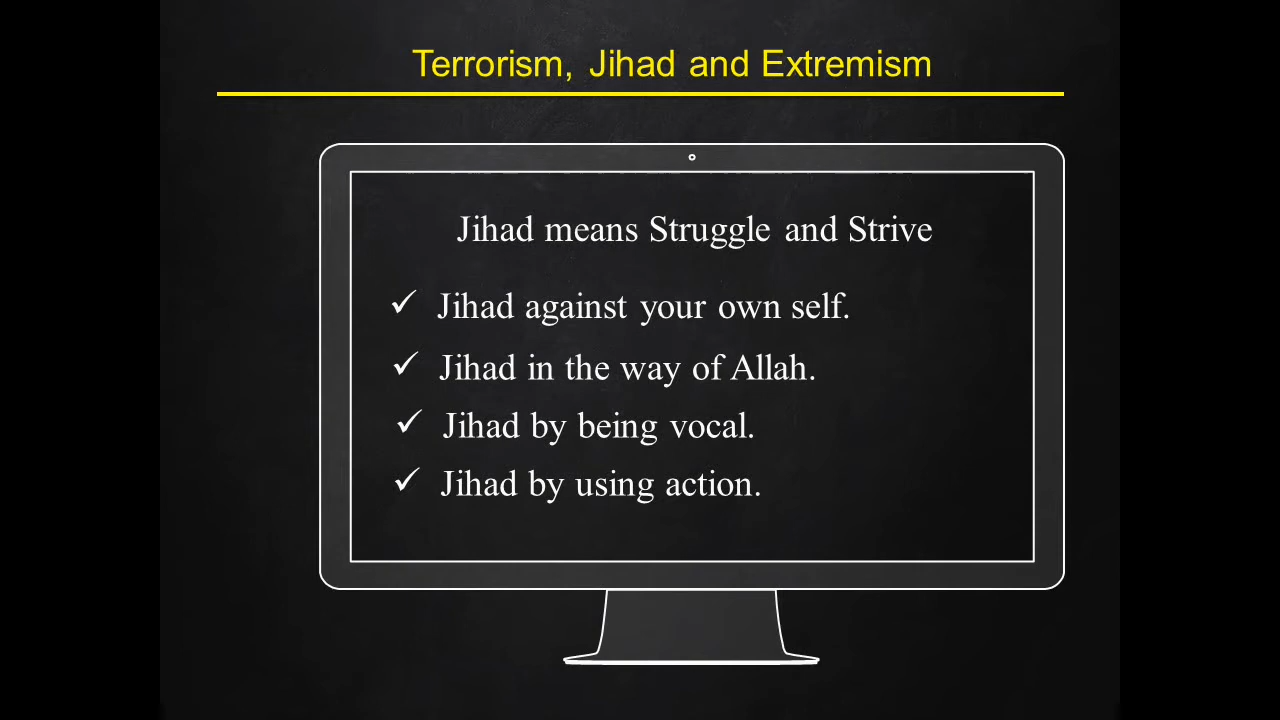 Terrorism, Jihad and Extremism
Jihad means Struggle and Strive
✓ Jihad against your own self.
✓ Jihad in the way of Allah.
✓ Jihad by being vocal.
✓ Jihad by using action.